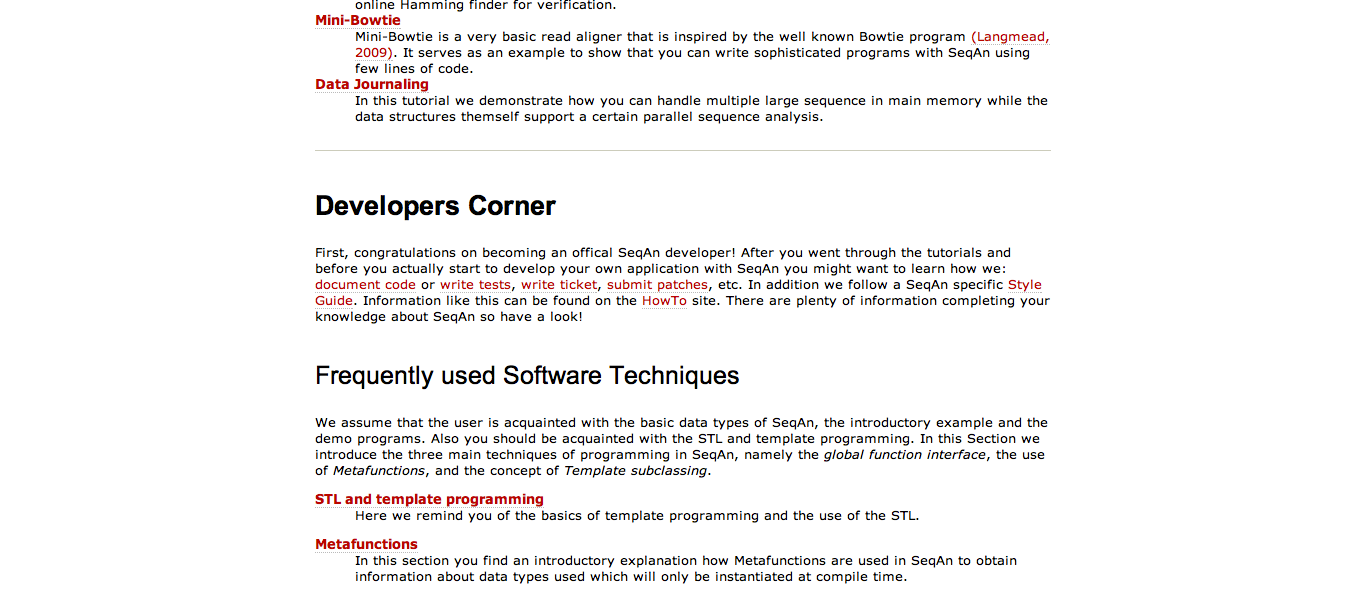 online Hamming finder for verification.
Mini-Bowtie
Mini-Bowtie is a very basic read aligner that is inspired by the well known Bowtie program (Langmead,
2009). It serves as an example to show that you can write sophisticated programs with SeqAn using
few lines of code.
Data Journaling
In this tutorial we demonstrate how you can handle multiple large sequence in main memory while the
data structures themself support a certain parallel sequence analysis.
Developers Corner
First, congratulations on becoming an offical SeqAn developer! After you went through the tutorials and
before you actually start to develop your own application with SeqAn you might want to learn how we:
document code or write tests, write ticket, submit patches, etc. In addition we follow a SeqAn specific Style
Guide. Information like this can be found on the HowTo site. There are plenty of information completing your
knowledge about SeqAn so have a look!
Frequently used Software Techniques
We assume that the user is acquainted with the basic data types of SeqAn, the introductory example and the
demo programs. Also you should be acquainted with the STL and template programming. In this Section we
introduce the three main techniques of programming in SeqAn, namely the global function interface, the use
of Metafunctions, and the concept of Template subclassing.
STL and template programming
Here we remind you of the basics of template programming and the use of the STL.
Metafunctions
In this section you find an introductory explanation how Metafunctions are used in SeqAn to obtain
information about data types used which will only be instantiated at compile time.